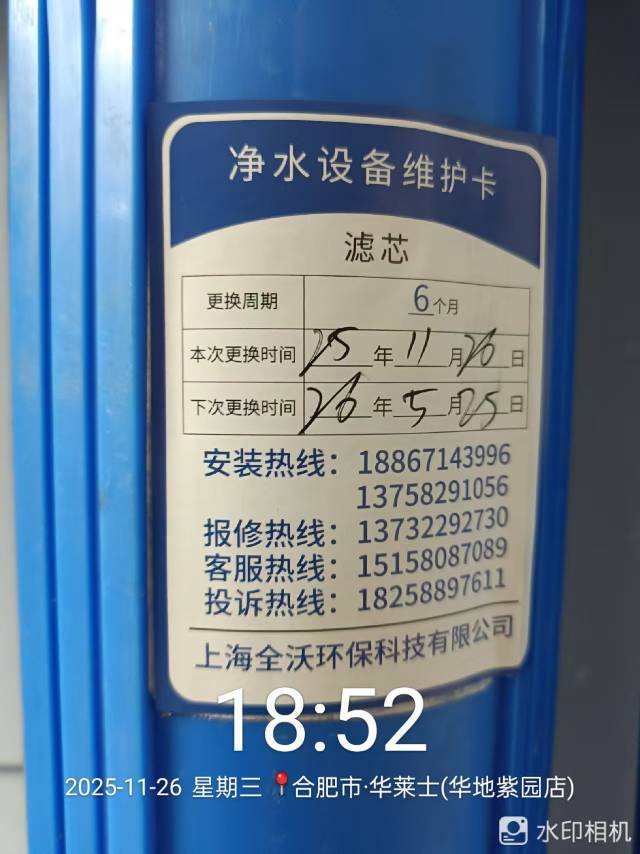 净水设备维护卡
滤芯
更换周期 6个月
本次更换时间 25年11月26日
下次更换时间 26年5月25日
安装热线：18867143996
13758291056
报修热线：13732292730
客服热线：15158087089
投诉热线：18258897611
上海全沃环保科技有限公司
18:52
2025-11-26 星期三 📍合肥市·华莱士(华地紫园店)
水印相机